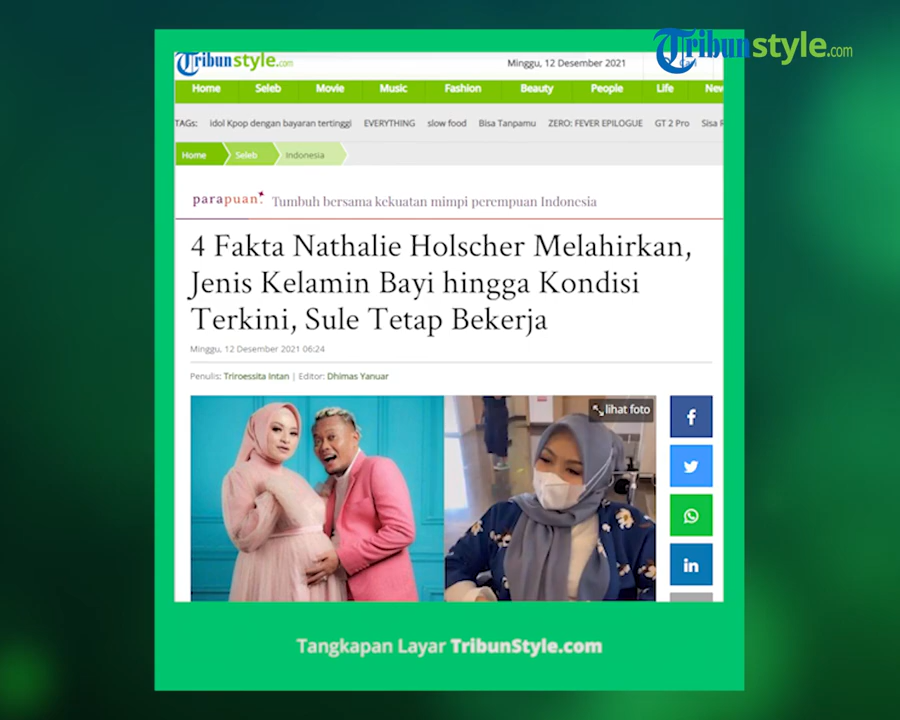 Tribunstyle.com
Tribunstyle.com
Minggu, 12 Desember 2021
Cari
Home Seleb Movie Music Fashion Beauty People Life New
TAGs: idol Kpop dengan bayaran tertinggi EVERYTHING slow food Bisa Tanpamu ZERO: FEVER EPILOGUE GT 2 Pro Sisa R
Home Seleb Indonesia
parapuan. Tumbuh bersama kekuatan mimpi perempuan Indonesia
4 Fakta Nathalie Holscher Melahirkan,
Jenis Kelamin Bayi hingga Kondisi
Terkini, Sule Tetap Bekerja
Minggu, 12 Desember 2021 06:24
Penulis: Triroessita Intan | Editor: Dhimas Yanuar
lihat foto
Tangkapan Layar TribunStyle.com